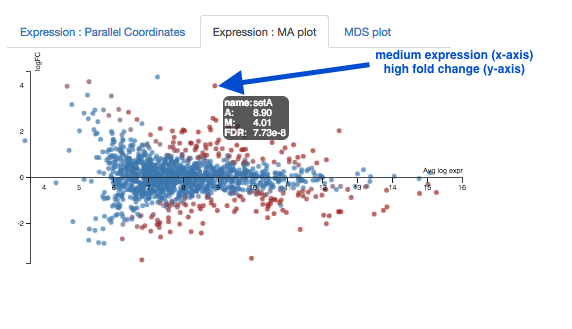 Expression : Parallel Coordinates
Expression : MA plot
MDS plot
medium expression (x-axis)
high fold change (y-axis)
logFC
name: setA
A: 8.90
M: 4.01
FDR: 7.73e-8
4
2
0
-2
Avg log expr
4 5 6 7 8 9 10 11 12 13 14 15 16